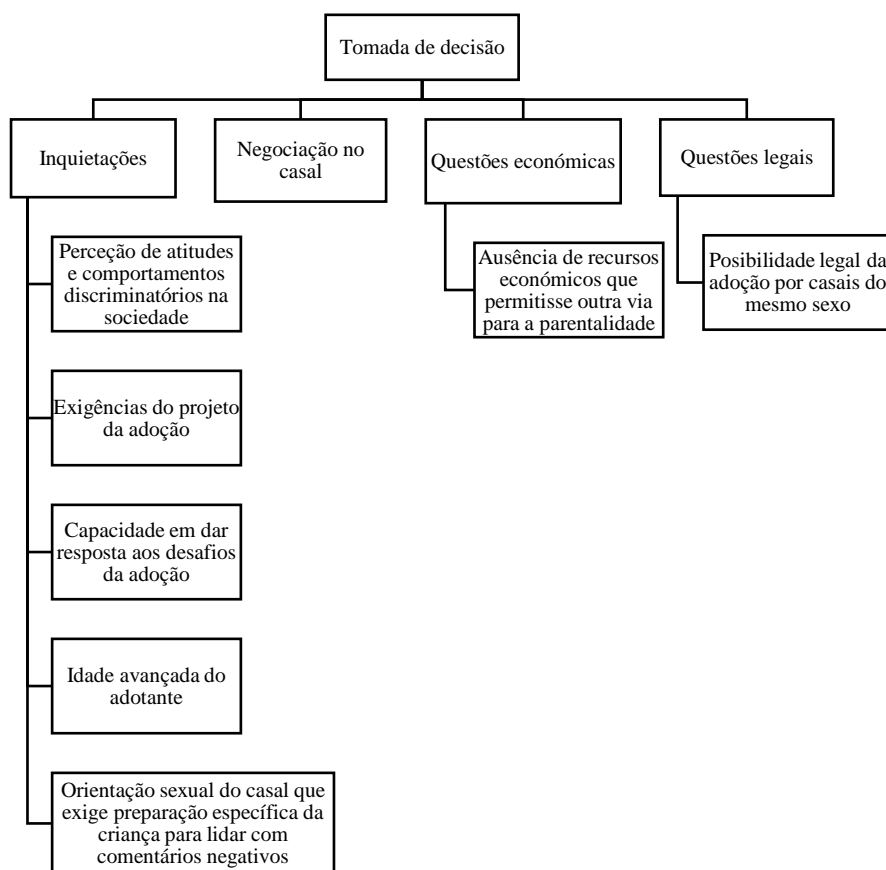 Tomada de decisão
Inquietações
Negociação no
casal
Questões económicas
Questões legais
Perceção de atitudes
e comportamentos
discriminatórios na
sociedade
Exigências do projeto
da adoção
Capacidade em dar
resposta aos desafios
da adoção
Idade avançada do
adotante
Orientação sexual do casal que
exige preparação específica da
criança para lidar com
comentários negativos
Ausência de recursos
económicos que
permitisse outra via
para a parentalidade
Posibilidade legal da
adoção por casais do
mesmo sexo